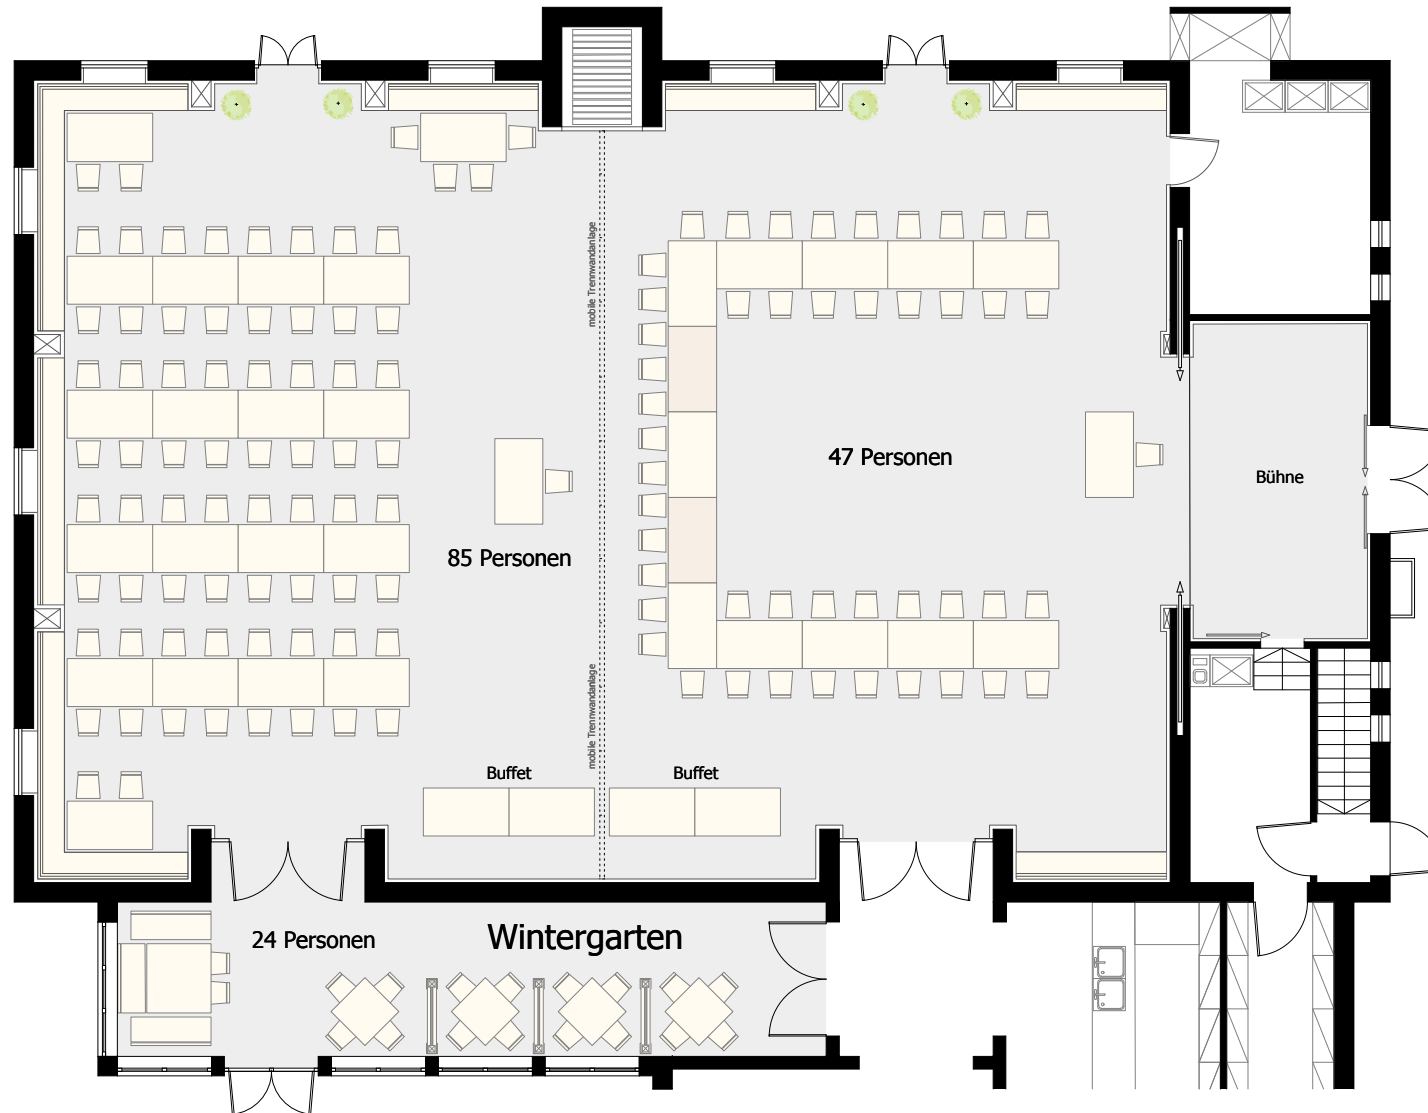 mobile Trennwandanlage
47 Personen
Bühne
85 Personen
mobile Trennwandanlage
Buffet
Buffet
24 Personen
Wintergarten